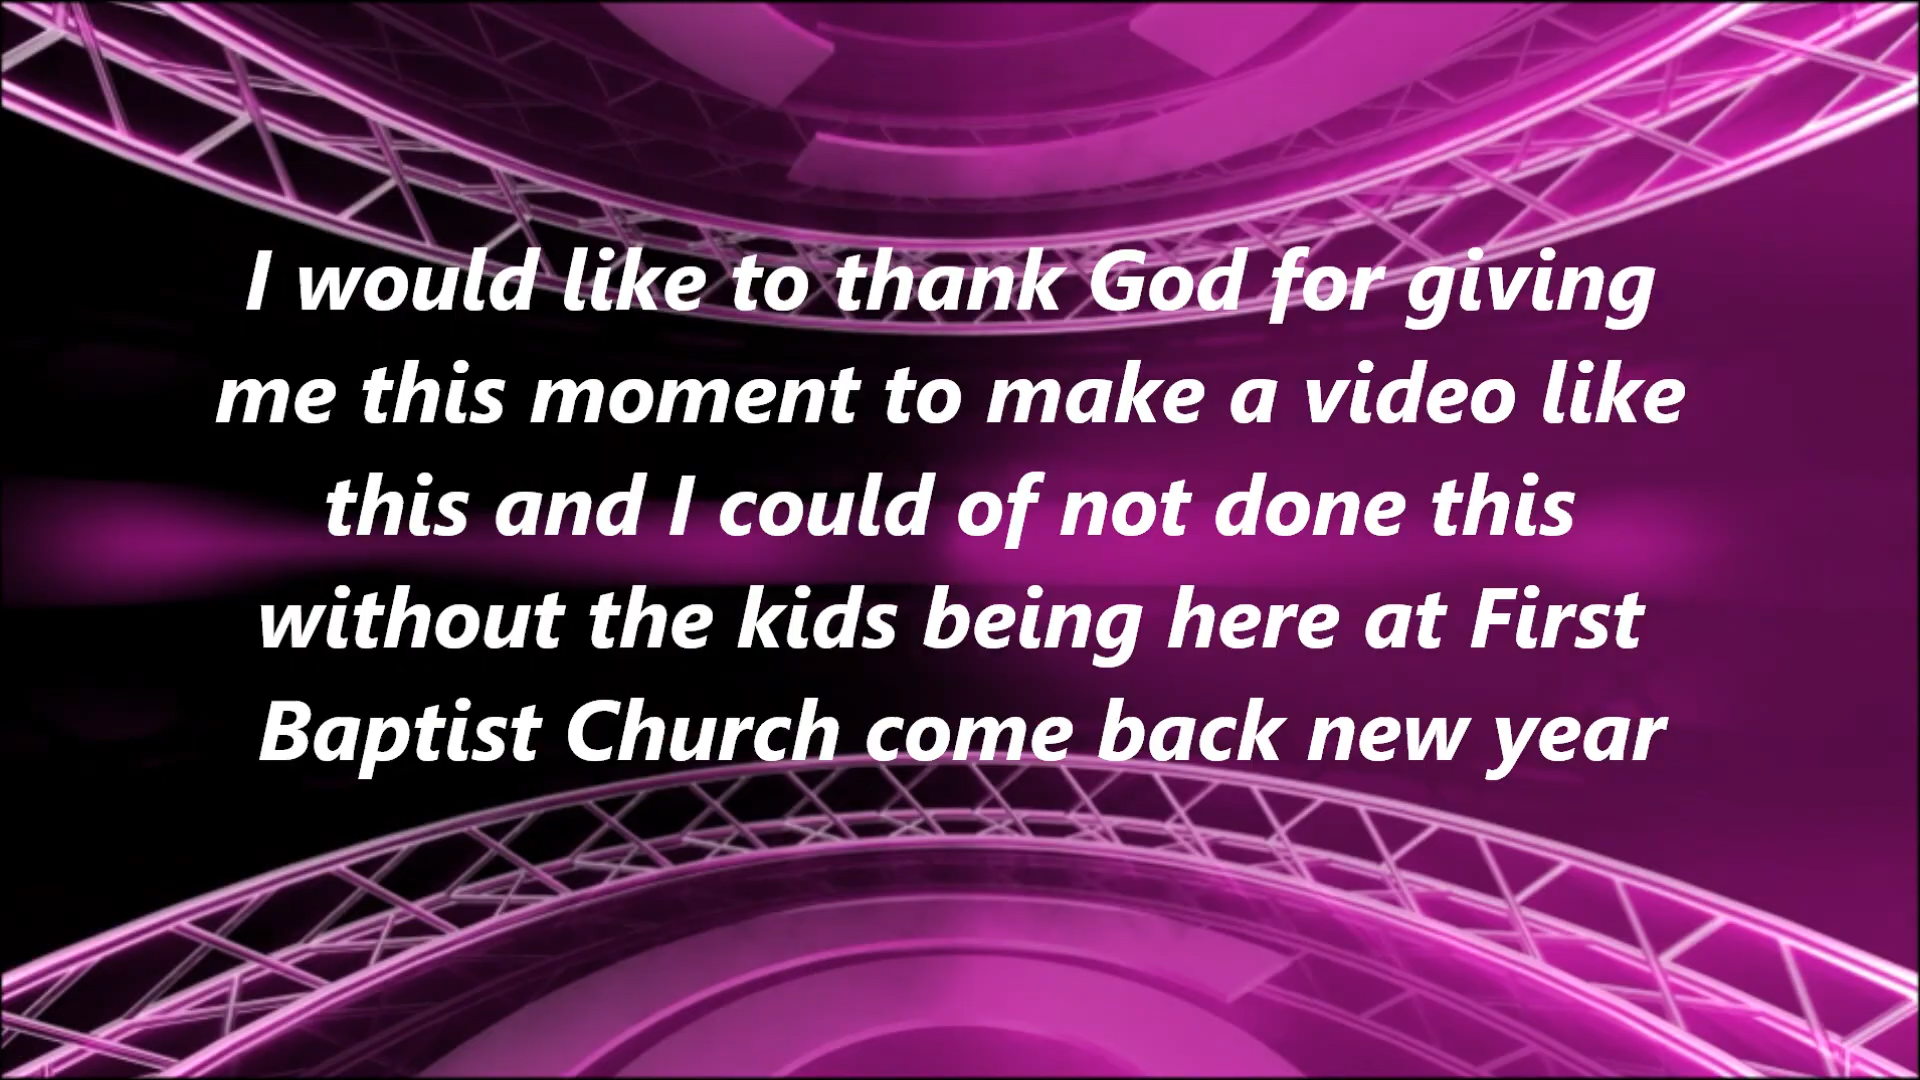 I would like to thank God for giving
me this moment to make a video like
this and I could of not done this
without the kids being here at First
Baptist Church come back new year